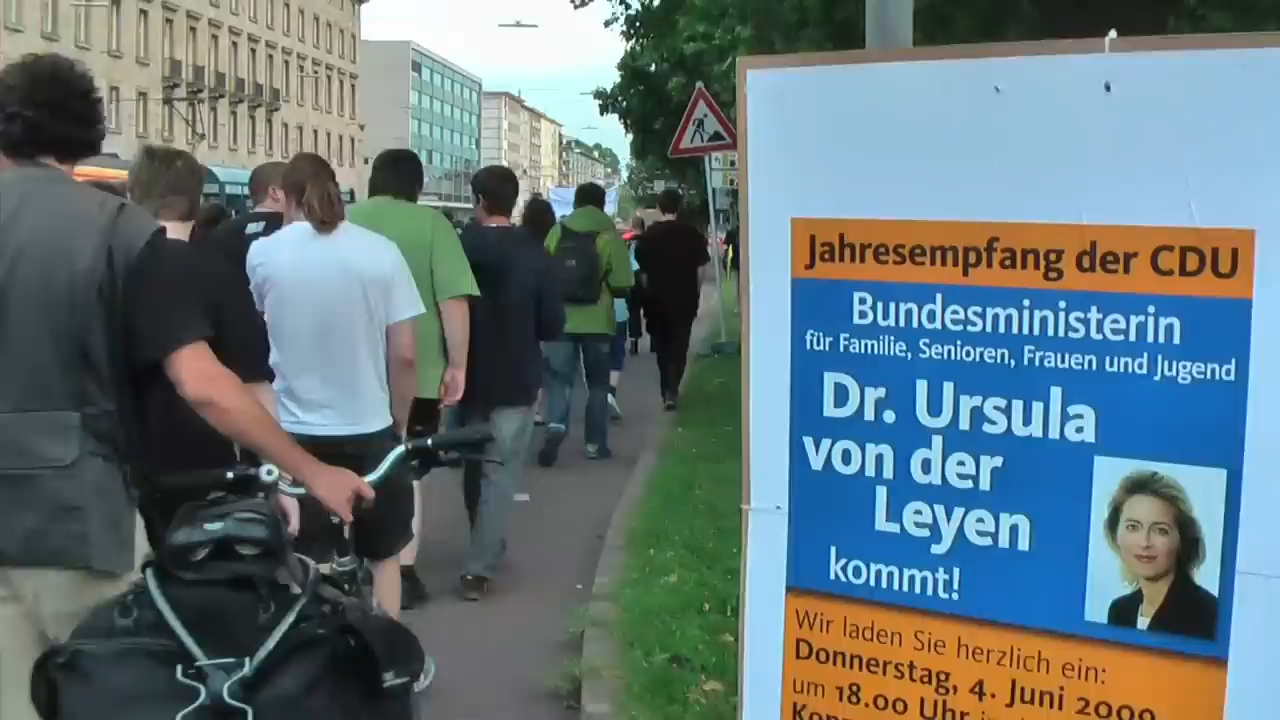 Jahresempfang der CDU
Bundesministerin
für Familie, Senioren, Frauen und Jugend
Dr. Ursula
von der
Leyen
kommt!
Wir laden Sie herzlich ein:
Donnerstag, 4. Juni 2009
um 18.00 Uhr